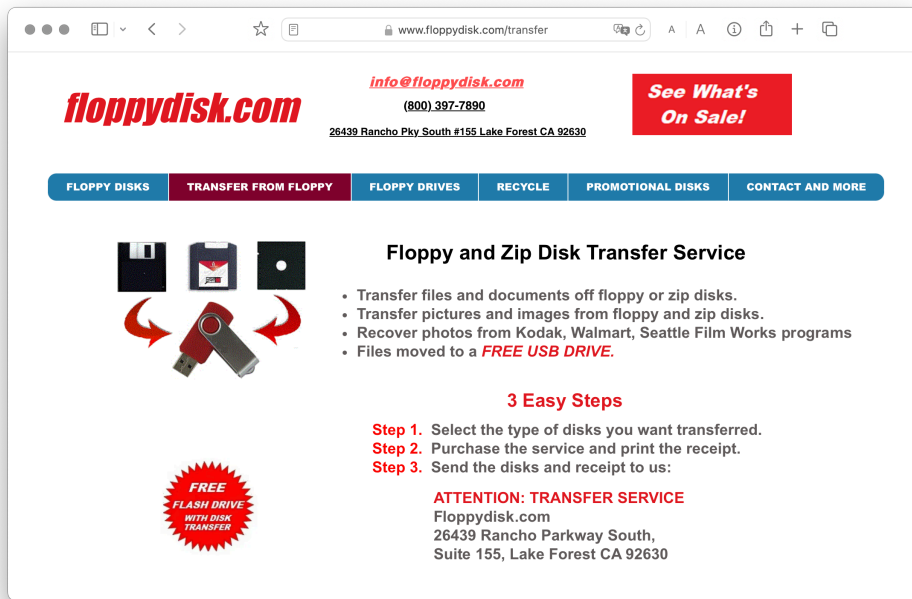 www.floppydisk.com/transfer
A A
floppydisk.com
info@floppydisk.com
(800) 397-7890
26439 Rancho Pky South #155 Lake Forest CA 92630
See What's
On Sale!
FLOPPY DISKS TRANSFER FROM FLOPPY FLOPPY DRIVES RECYCLE PROMOTIONAL DISKS CONTACT AND MORE
Floppy and Zip Disk Transfer Service
• Transfer files and documents off floppy or zip disks.
• Transfer pictures and images from floppy and zip disks.
• Recover photos from Kodak, Walmart, Seattle Film Works programs
• Files moved to a FREE USB DRIVE.
3 Easy Steps
Step 1. Select the type of disks you want transferred.
Step 2. Purchase the service and print the receipt.
Step 3. Send the disks and receipt to us:
ATTENTION: TRANSFER SERVICE
Floppydisk.com
26439 Rancho Parkway South,
Suite 155, Lake Forest CA 92630
FREE
FLASH DRIVE
WITH DISK
TRANSFER